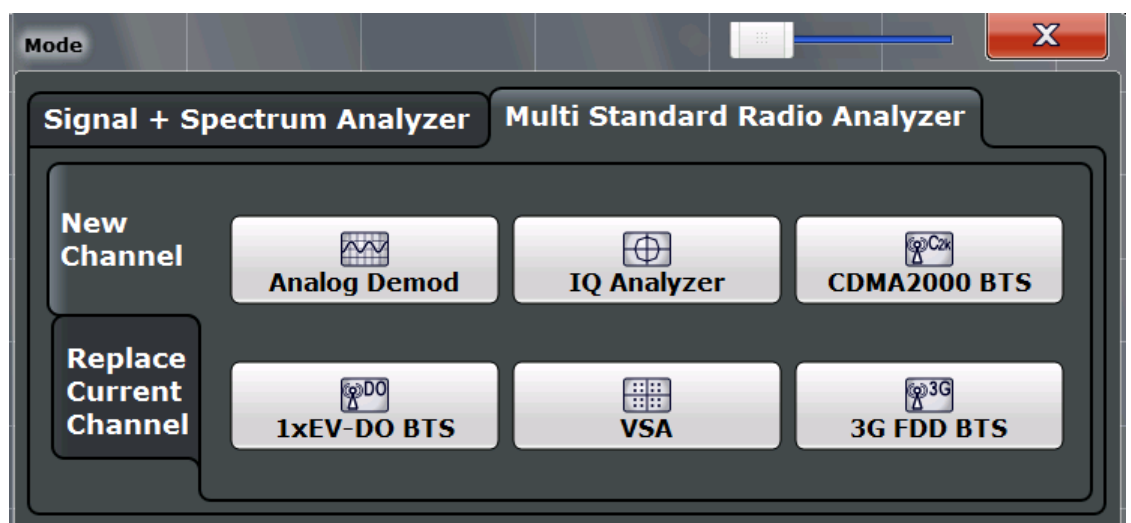 Mode
X
Signal + Spectrum Analyzer
Multi Standard Radio Analyzer
New
Channel
Analog Demod
IQ Analyzer
C2k
CDMA2000 BTS
Replace
Current
Channel
DO
1xEV-DO BTS
VSA
3G
3G FDD BTS